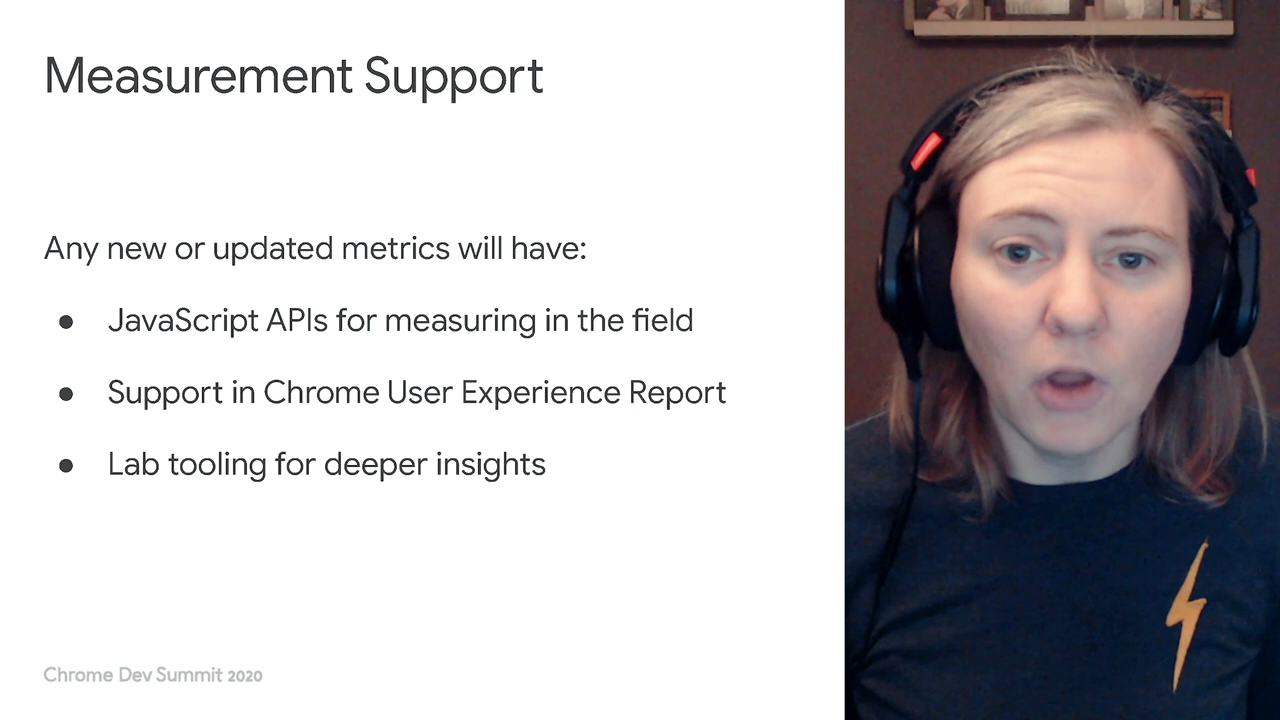 Measurement Support
Any new or updated metrics will have:
● JavaScript APIs for measuring in the field
● Support in Chrome User Experience Report
● Lab tooling for deeper insights
Chrome Dev Summit 2020